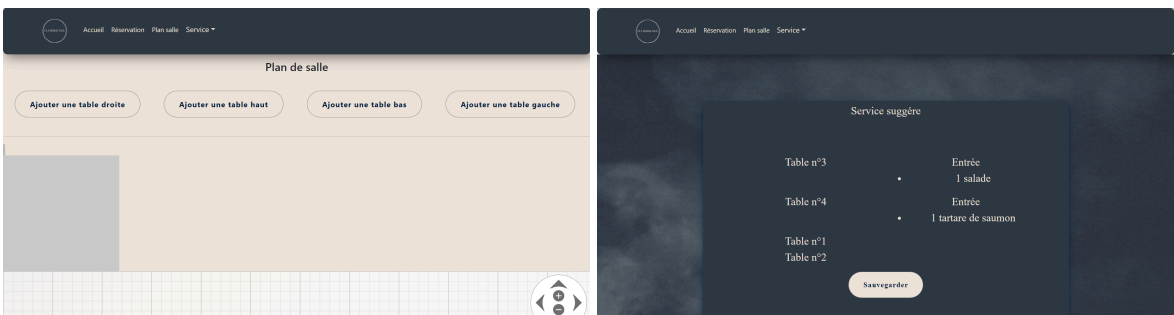 Accueil Réservation Plan salle Service
Plan de salle
Ajouter une table droite Ajouter une table haut Ajouter une table bas Ajouter une table gauche
Accueil Réservation Plan salle Service
Service suggére
Table n°3 Entrée
1 salade
Table n°4 Entrée
1 tartare de saumon
Table n°1
Table n°2
Sauvegarder